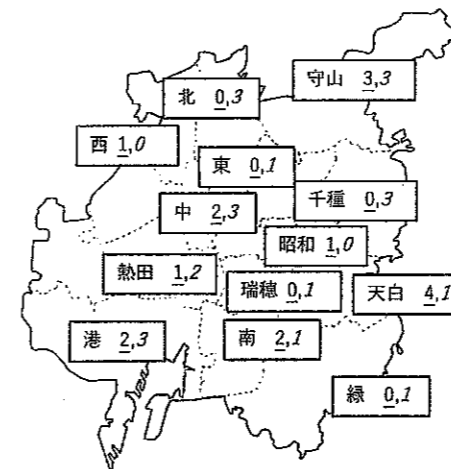 守山 3,3
北 0,3
西 1,0
東 0,1
千種 0,3
中 2,3
昭和 1,0
熱田 1,2
瑞穂 0,1
天白 4,1
港 2,3
南 2,1
緑 0,1